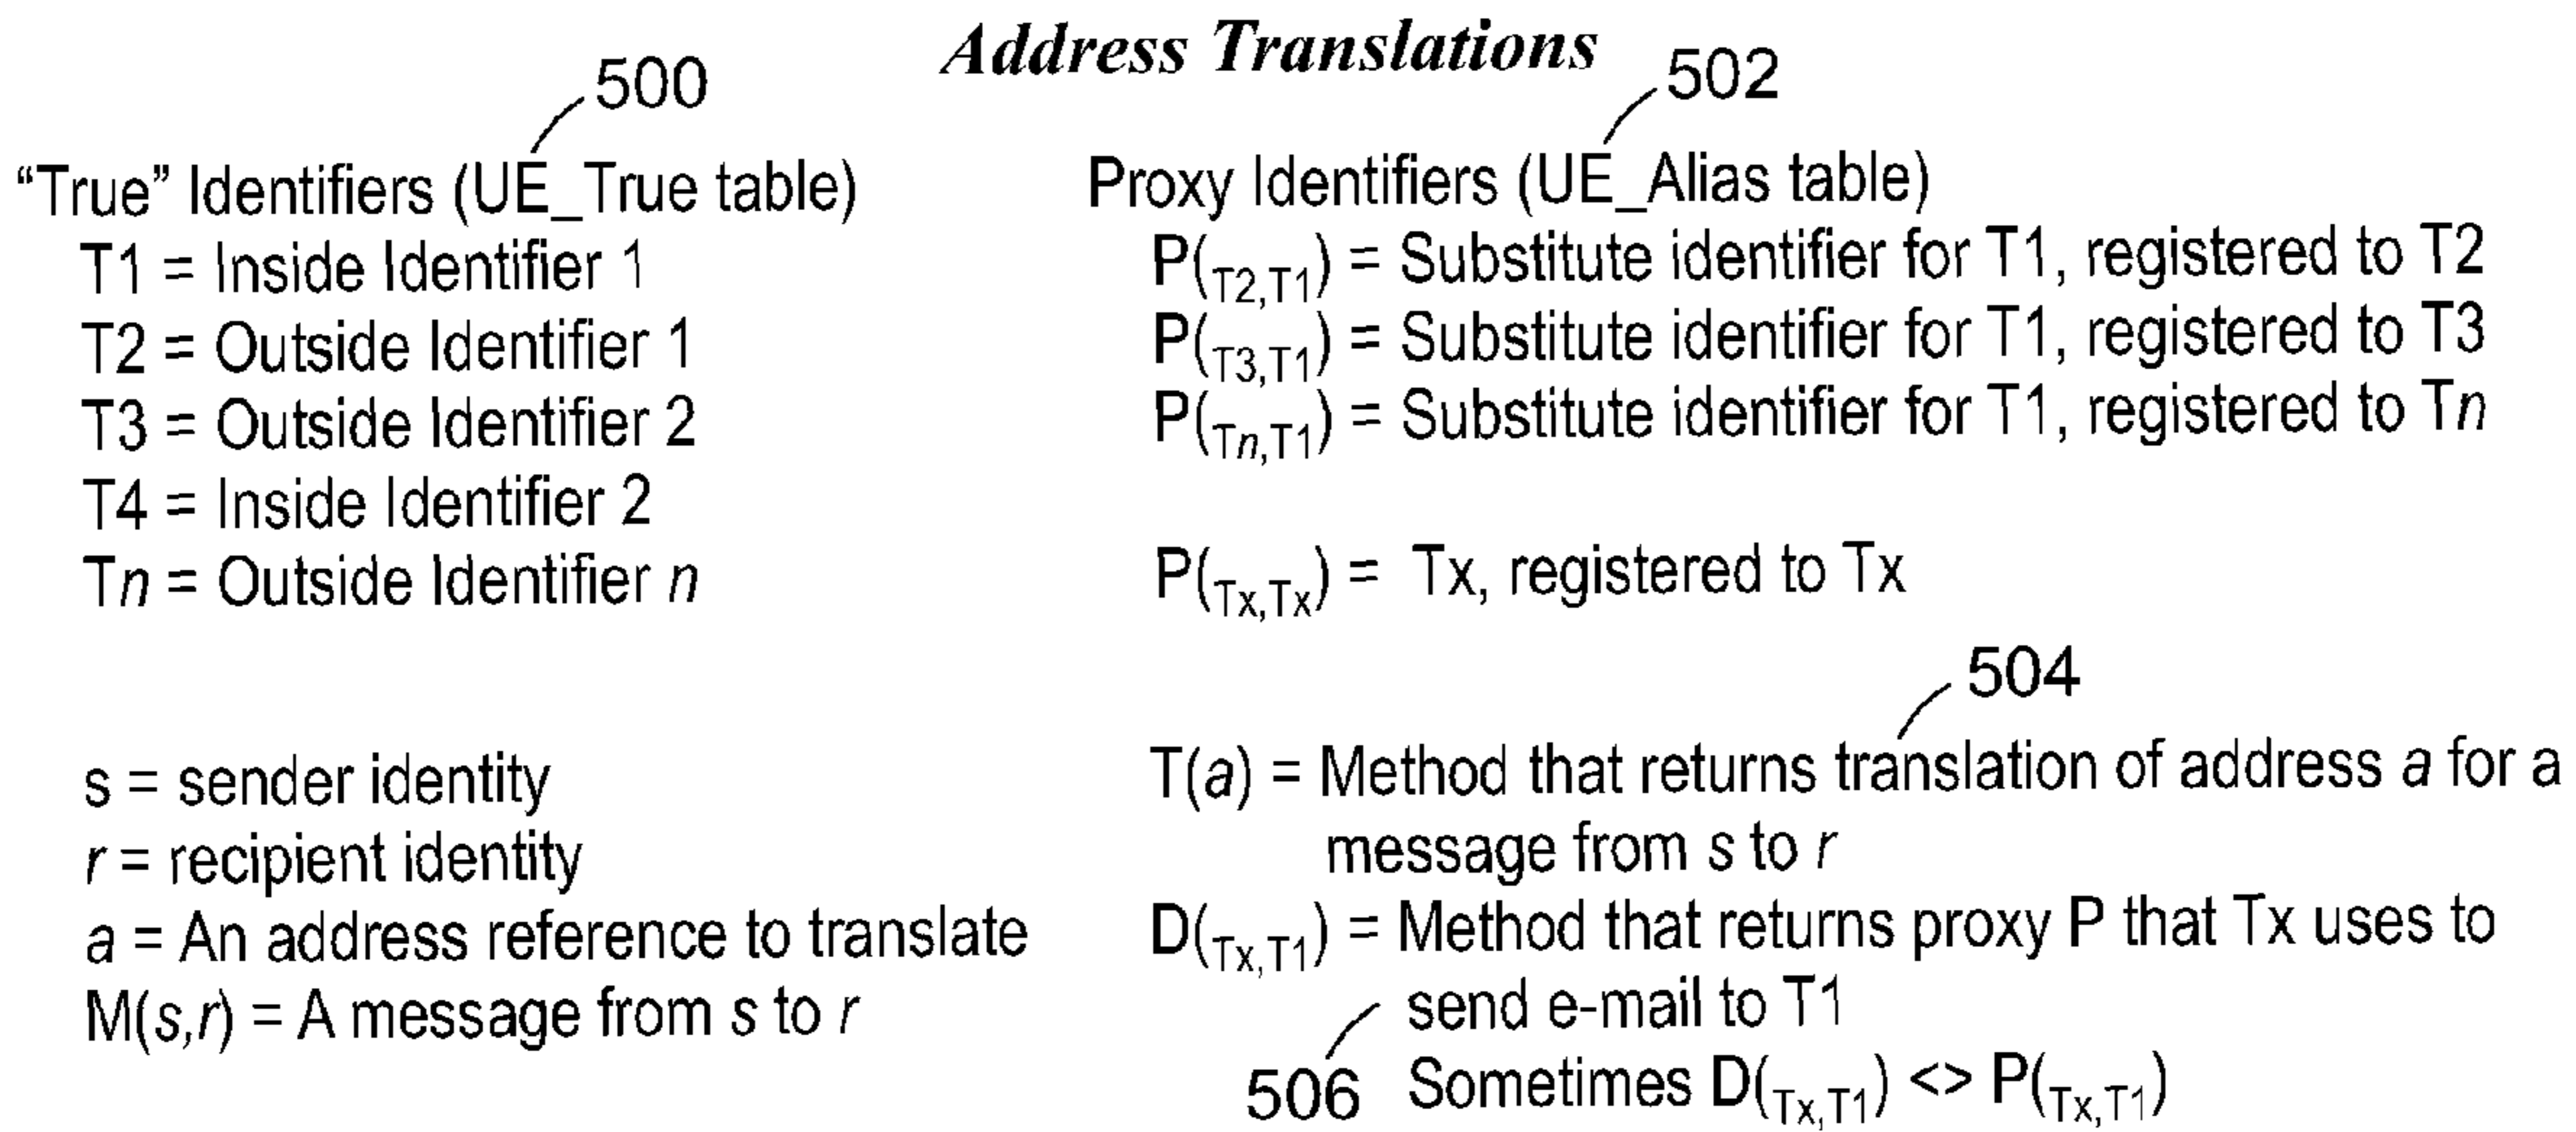 Address Translations
500
502
“True” Identifiers (UE_True table)
T1 = Inside Identifier 1
T2 = Outside Identifier 1
T3 = Outside Identifier 2
T4 = Inside Identifier 2
Tn = Outside Identifier n
Proxy Identifiers (UE_Alias table)
P(T2,T1) = Substitute identifier for T1, registered to T2
P(T3,T1) = Substitute identifier for T1, registered to T3
P(Tn,T1) = Substitute identifier for T1, registered to Tn
P(Tx,Tx) = Tx, registered to Tx
s = sender identity
r = recipient identity
a = An address reference to translate
M(s,r) = A message from s to r
504
T(a) = Method that returns translation of address a for a
message from s to r
D(Tx,T1) = Method that returns proxy P that Tx uses to
send e-mail to T1
506
Sometimes D(Tx,T1) <> P(Tx,T1)